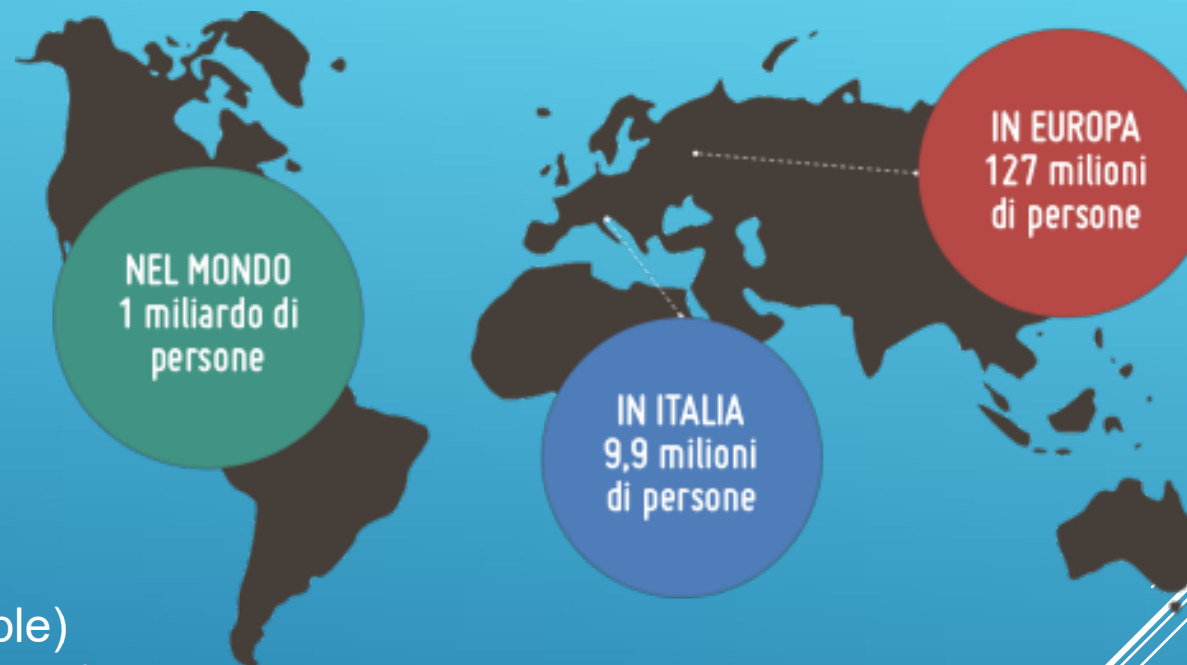 NEL MONDO
1 miliardo di
persone
IN EUROPA
127 milioni
di persone
IN ITALIA
9,9 milioni
di persone